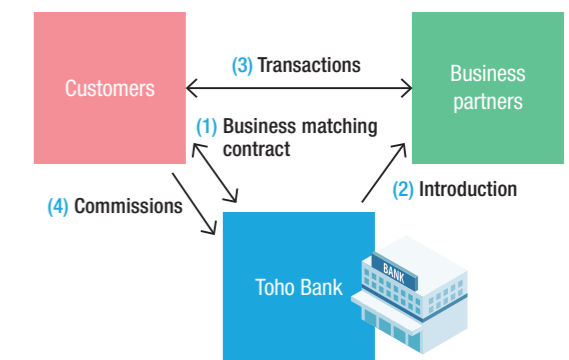 (3) Transactions
Customers
Business
partners
(1) Business matching
contract
(2) Introduction
(4) Commissions
BANK
Toho Bank